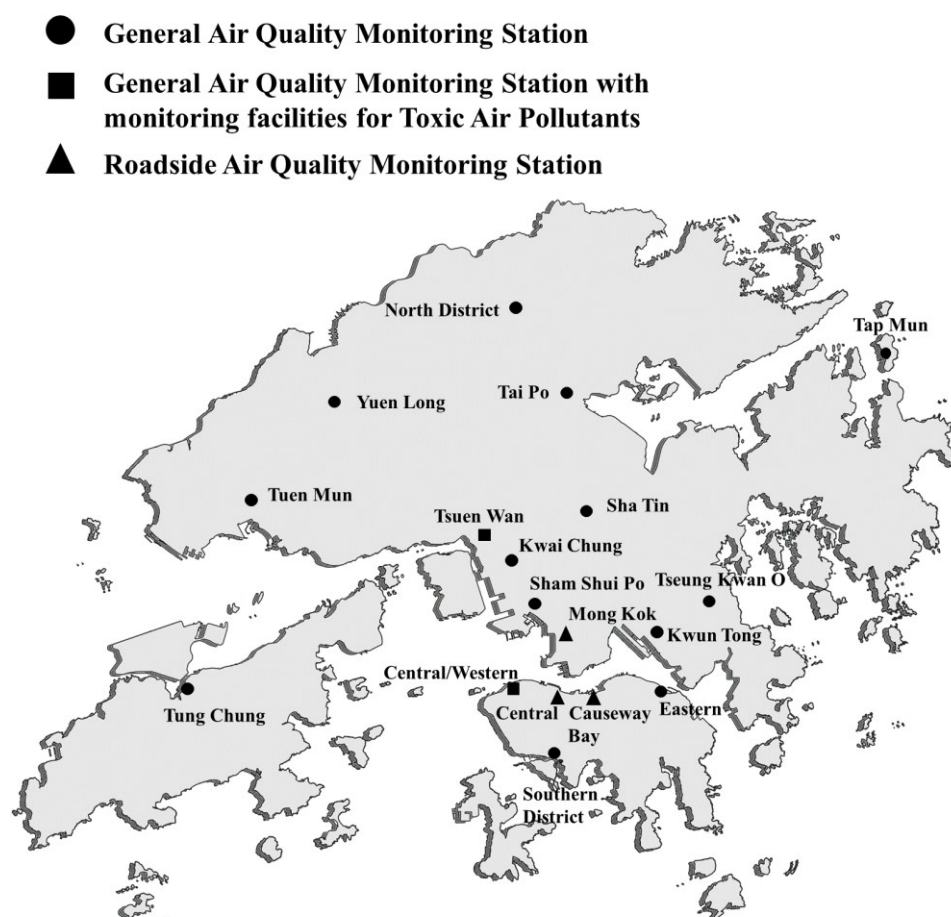 General Air Quality Monitoring Station
General Air Quality Monitoring Station with
monitoring facilities for Toxic Air Pollutants
Roadside Air Quality Monitoring Station
North District
Tap Mun
Yuen Long
Tai Po
Tuen Mun
Tsuen Wan
Sha Tin
Kwai Chung
Sham Shui Po
Tseung Kwan O
Mong Kok
Kwun Tong
Central/Western
Tung Chung
Central
Causeway
Bay
Eastern
Southern
District